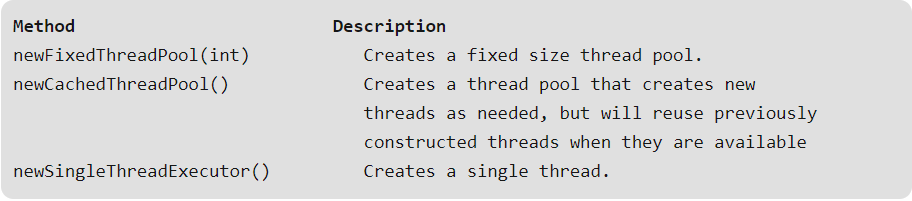 Method Description
newFixedThreadPool(int) Creates a fixed size thread pool.
newCachedThreadPool() Creates a thread pool that creates new
threads as needed, but will reuse previously
constructed threads when they are available
newSingleThreadExecutor() Creates a single thread.